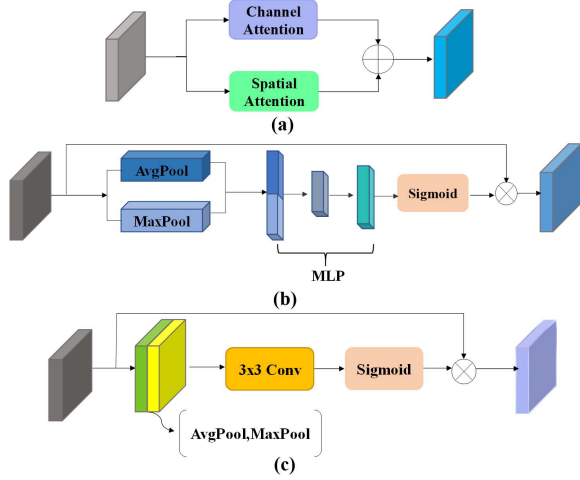 Channel
Attention
Spatial
Attention
(a)
AvgPool
MaxPool
Sigmoid
MLP
(b)
3x3 Conv
Sigmoid
AvgPool,MaxPool
(c)